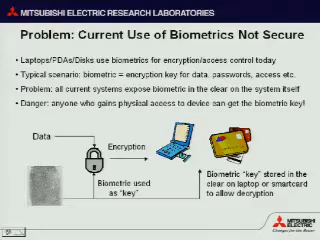 MITSUBISHI ELECTRIC RESEARCH LABORATORIES
Problem: Current Use of Biometrics Not Secure
• Laptops/PDAs/Disks use biometrics for encryption/access control today
• Typical scenario: biometric = encryption key for data, passwords, access etc.
• Problem: all current systems expose biometric in the clear on the system itself
• Danger: anyone who gains physical access to device can get the biometric key!
Data
Encryption
Biometric used
as "key"
Biometric "key" stored in the
clear on laptop or smartcard
to allow decryption
MITSUBISHI
ELECTRIC
Changes for the Better